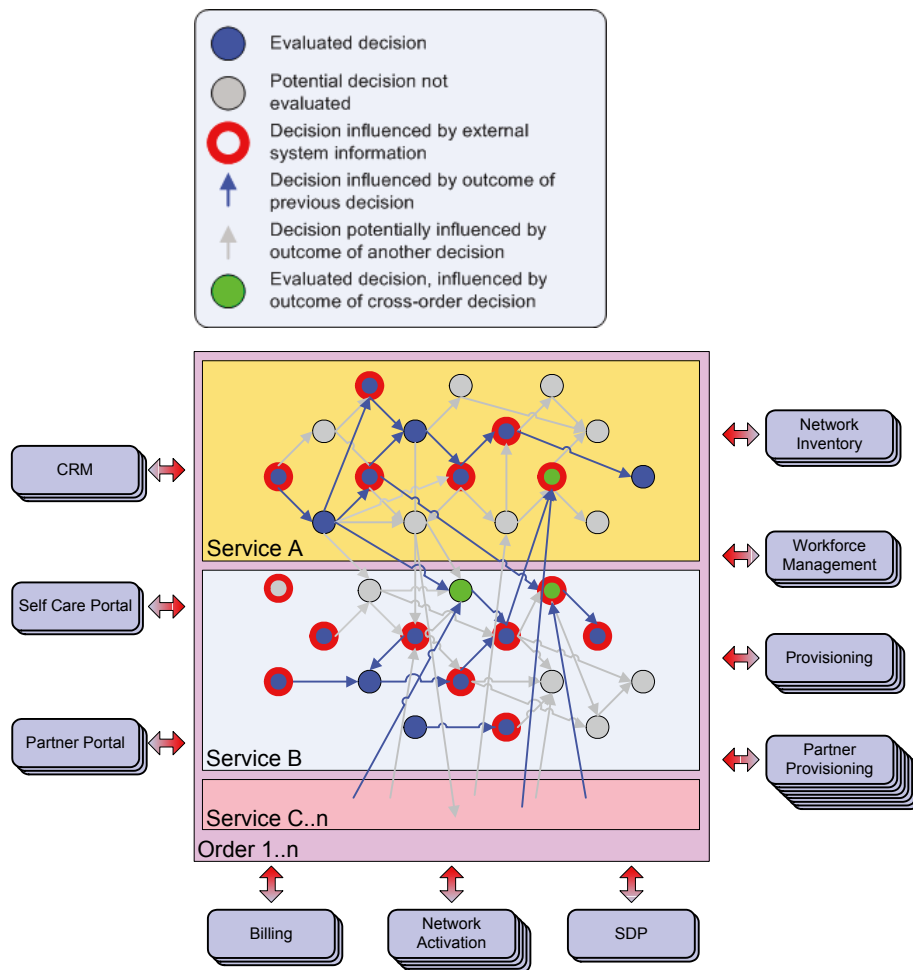 Evaluated decision
Potential decision not
evaluated
Decision influenced by external
system information
Decision influenced by outcome of
previous decision
Decision potentially influenced by
outcome of another decision
Evaluated decision, influenced by
outcome of cross-order decision
Network
Inventory
CRM
Service A
Workforce
Management
Self Care Portal
Provisioning
Partner Portal
Partner
Provisioning
Service B
Service C..n
Order 1..n
Billing
Network
Activation
SDP